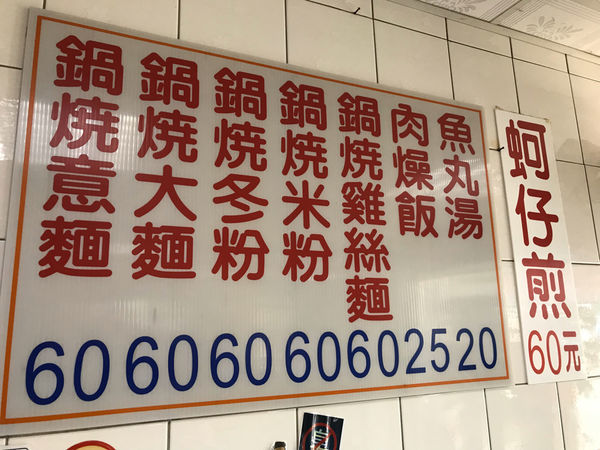 魚丸湯 20
肉燥飯 25
鍋燒雞絲麵 60
鍋燒米粉 60
鍋燒冬粉 60
鍋燒大麵 60
鍋燒意麵 60
蚵仔煎 60元